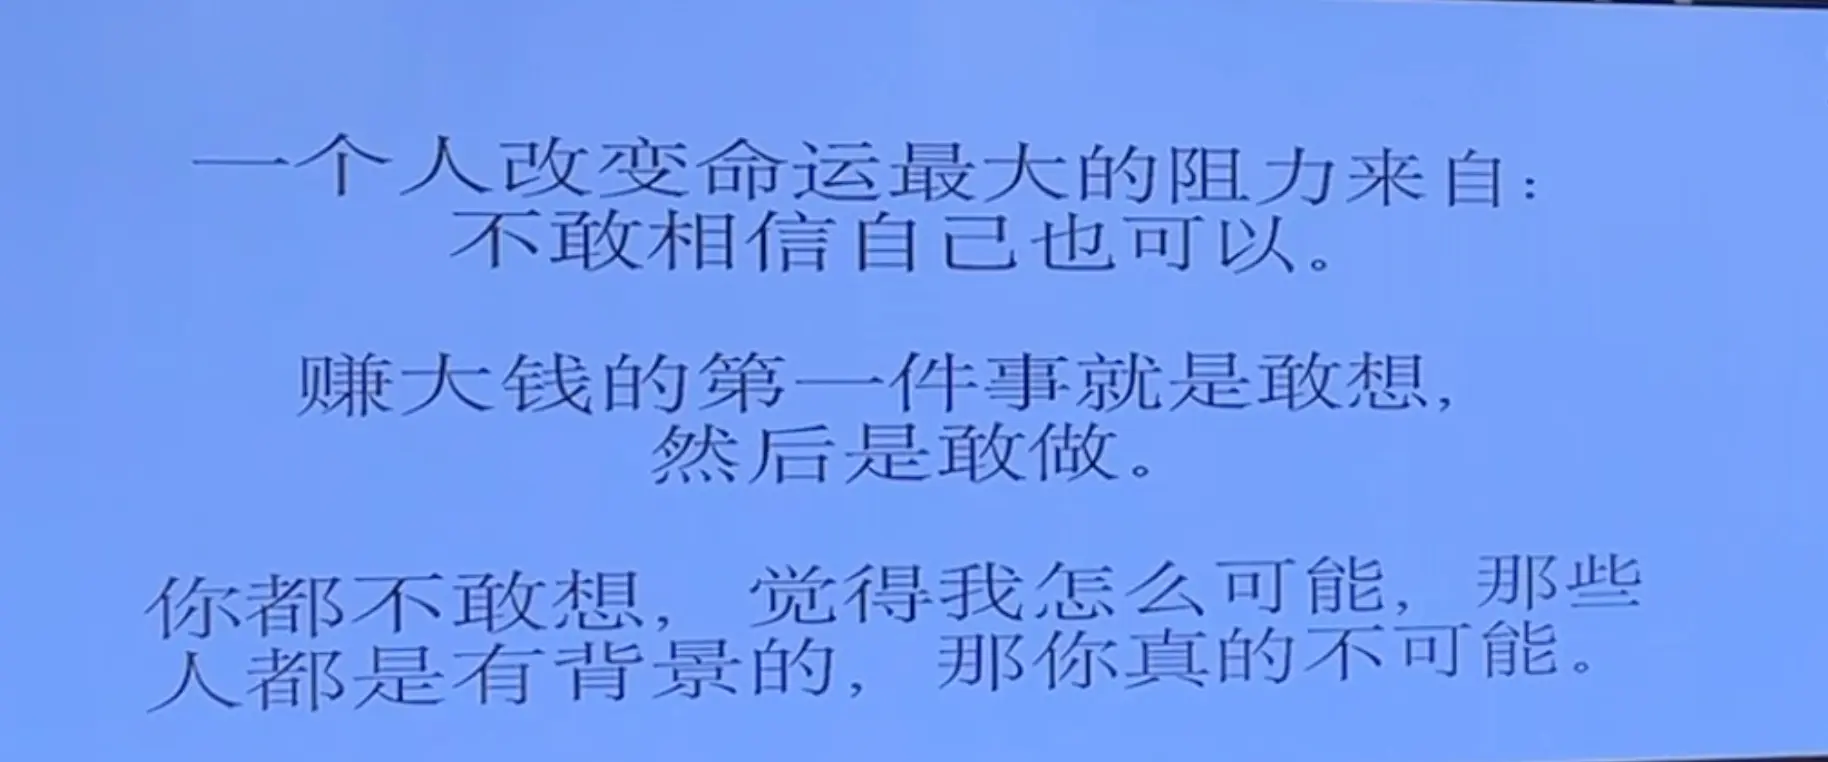 一个人改变命运最大的阻力来自：
不敢相信自己也可以。
赚大钱的第一件事就是敢想，
然后是敢做。
你都不敢想，觉得我怎么可能，那些
人都是有背景的，那你真的不可能。